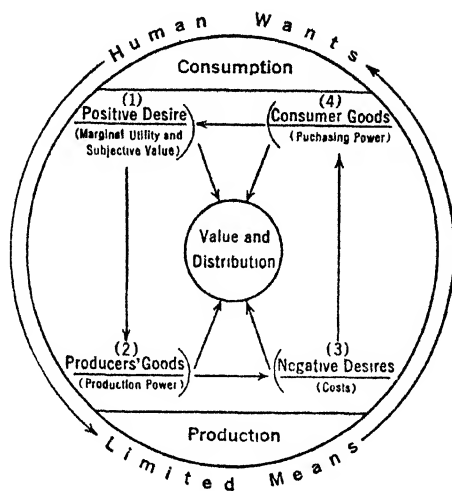 Human Wants
Consumption
(1)
Positive Desire
(Marginal Utility and
Subjective Value)
(4)
Consumer Goods
(Puchasing Power)
Value and
Distribution
(2)
Producers' Goods
(Production Power)
(3)
Negative Desires
(Costs)
Production
Limited Means